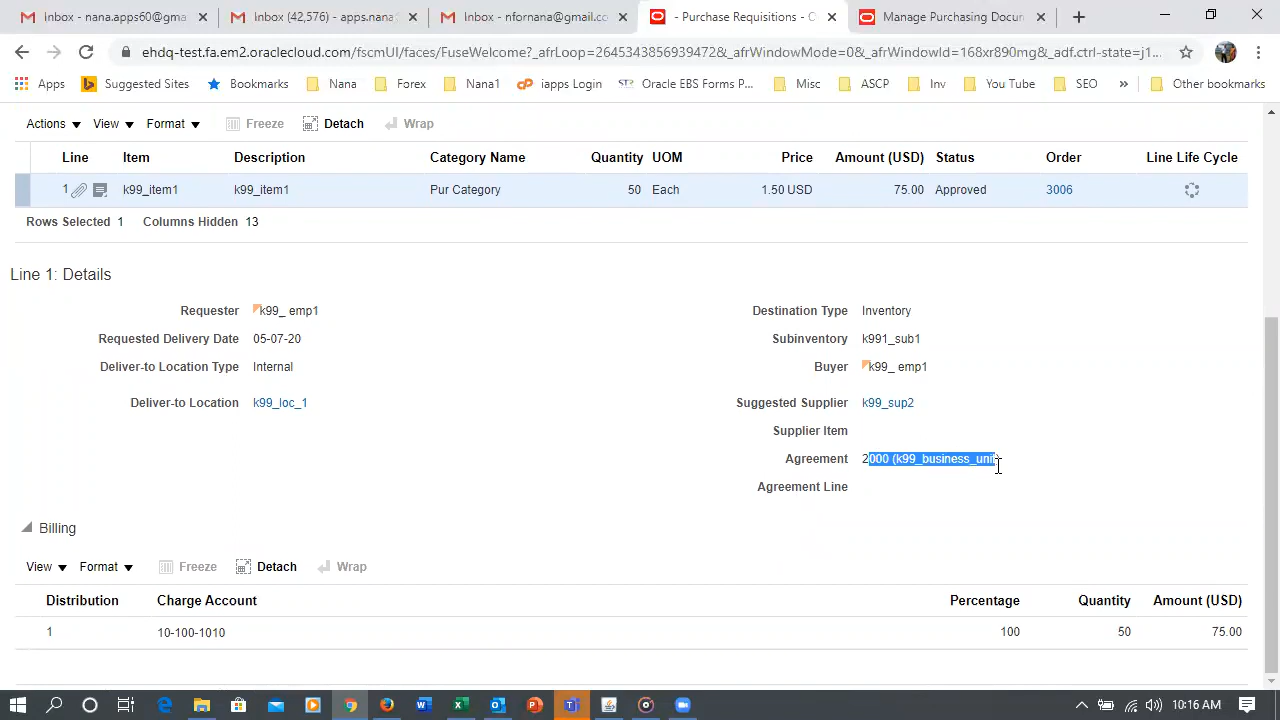 Inbox - nana.apps60@gma
Inbox (42,576) - apps.nana
Inbox - nfornana@gmail.co
- Purchase Requisitions -
Manage Purchasing Docum
ehdq-test.fa.em2.oraclecloud.com/fscmUI/faces/FuseWelcome?_afrLoop=26453438569394728&_afrWindowMode=0&_afrWindowId=168xr890mg&_adf.ctrl-state=j1...
Apps Suggested Sites Bookmarks Nana Forex Nana1 iapps Login Oracle EBS Forms P... Misc ASCP Inv You Tube SEO » Other bookmarks
Actions View Format Freeze Detach Wrap
Line Item Description Category Name Quantity UOM Price Amount (USD) Status Order Line Life Cycle
1 k99_item1 k99_item1 Pur Category 50 Each 1.50 USD 75.00 Approved 3006
Rows Selected 1 Columns Hidden 13
Line 1: Details
Requester k99_ emp1
Requested Delivery Date 05-07-20
Deliver-to Location Type Internal
Deliver-to Location k99_loc_1
Destination Type Inventory
Subinventory k991_sub1
Buyer k99_ emp1
Suggested Supplier k99_sup2
Supplier Item
Agreement 2000 (k99_business_unit)
Agreement Line
Billing
View Format Freeze Detach Wrap
Distribution Charge Account Percentage Quantity Amount (USD)
1 10-100-1010 100 50 75.00
10:16 AM